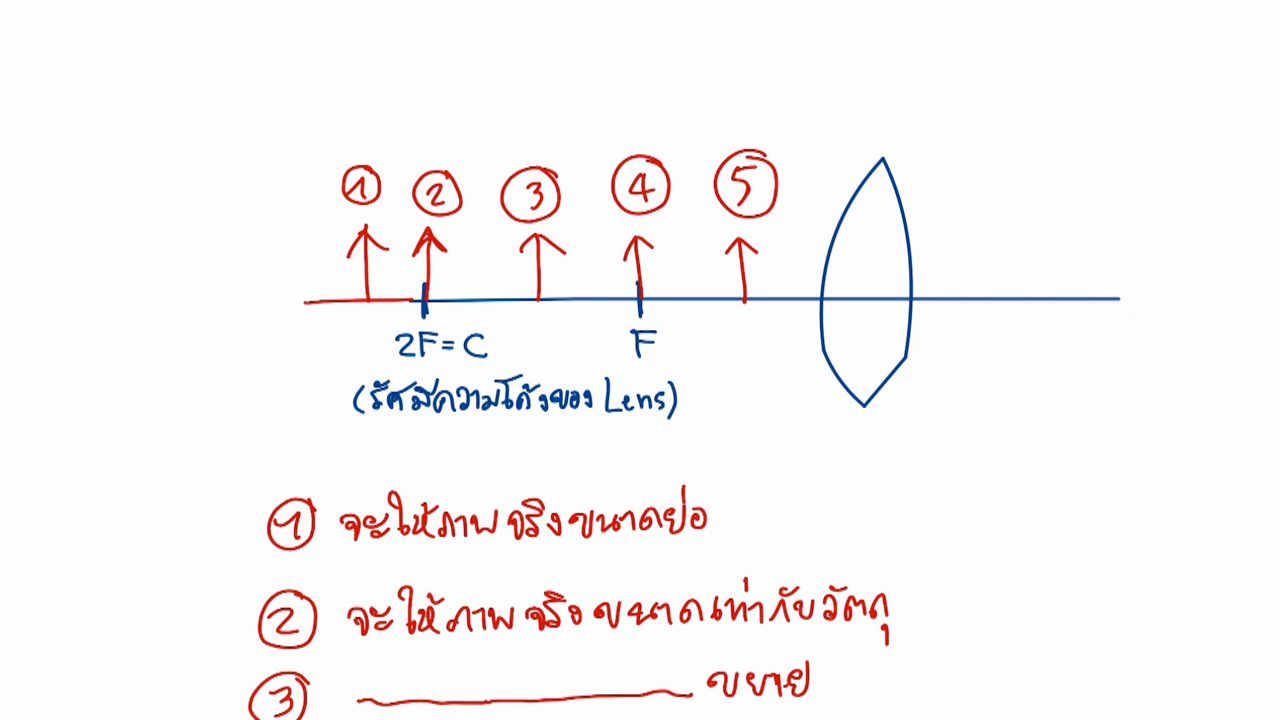 1 2 3 4 5
2F = C F
(รัศมีความโค้งของ Lens)
1 จะให้ภาพจริงขนาดย่อ
2 จะให้ภาพจริงขนาดเท่ากับวัตถุ
3 ขยาย